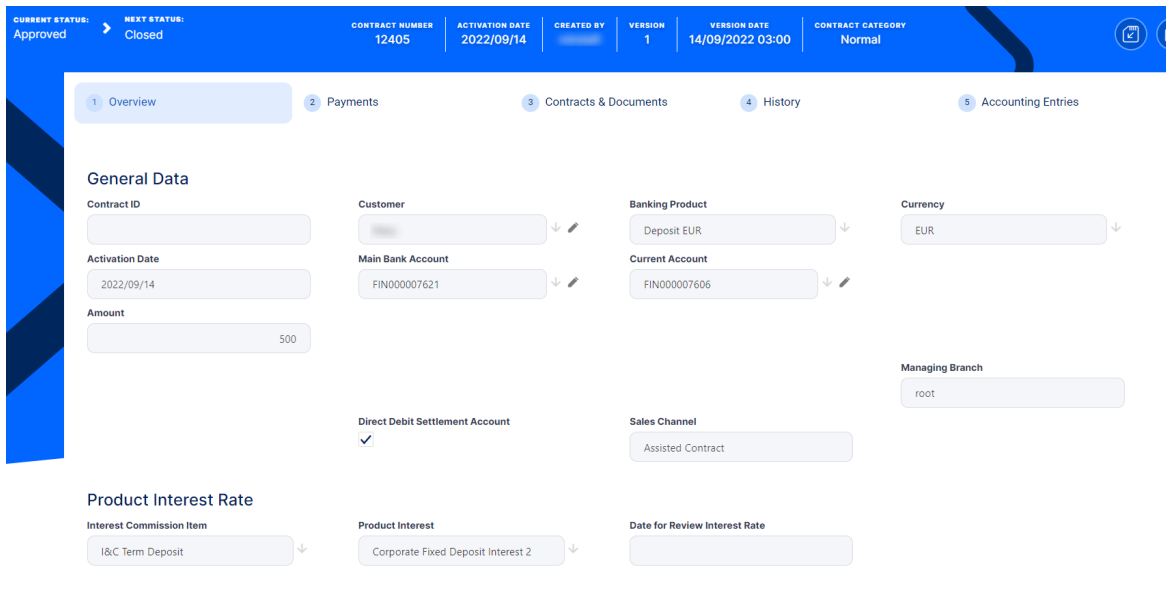 CURRENT STATUS: NEXT STATUS:
Approved Closed
CONTRACT NUMBER ACTIVATION DATE CREATED BY VERSION VERSION DATE CONTRACT CATEGORY
12405 2022/09/14 1 14/09/2022 03:00 Normal
1 Overview 2 Payments 3 Contracts & Documents 4 History 5 Accounting Entries
General Data
Contract ID Customer Banking Product Currency
Deposit EUR EUR
Activation Date Main Bank Account Current Account
2022/09/14 FIN000007621 FIN000007606
Amount
500
Managing Branch
root
Direct Debit Settlement Account Sales Channel
Assisted Contract
Product Interest Rate
Interest Commission Item Product Interest Date for Review Interest Rate
I&C Term Deposit Corporate Fixed Deposit Interest 2